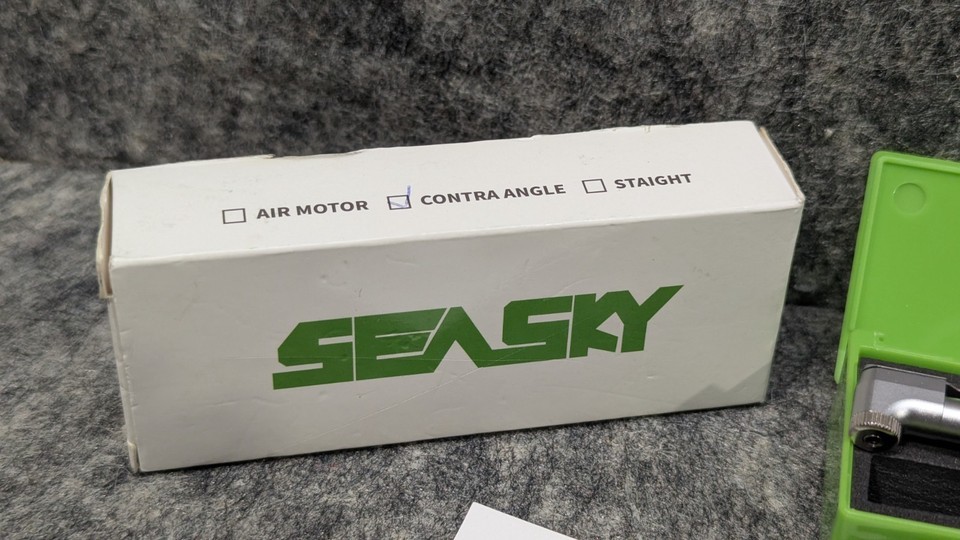 ☐ AIR MOTOR ☑ CONTRA ANGLE ☐ STAIGHT
SEASKY